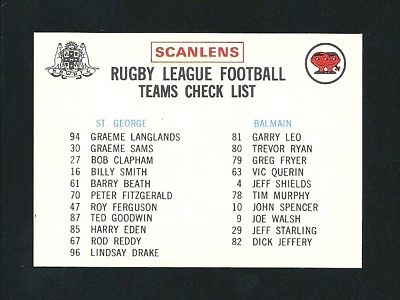 SCANLENS
RUGBY LEAGUE FOOTBALL
TEAMS CHECK LIST
ST. GEORGE
94 GRAEME LANGLANDS
30 GRAEME SAMS
27 BOB CLAPHAM
16 BILLY SMITH
61 BARRY BEATH
70 PETER FITZGERALD
47 ROY FERGUSON
87 TED GOODWIN
85 HARRY EDEN
67 ROD REDDY
96 LINDSAY DRAKE
BALMAIN
81 GARRY LEO
80 TREVOR RYAN
79 GREG FRYER
63 VIC QUERIN
4 JEFF SHIELDS
78 TIM MURPHY
10 JOHN SPENCER
9 JOE WALSH
29 JEFF STARLING
82 DICK JEFFERY